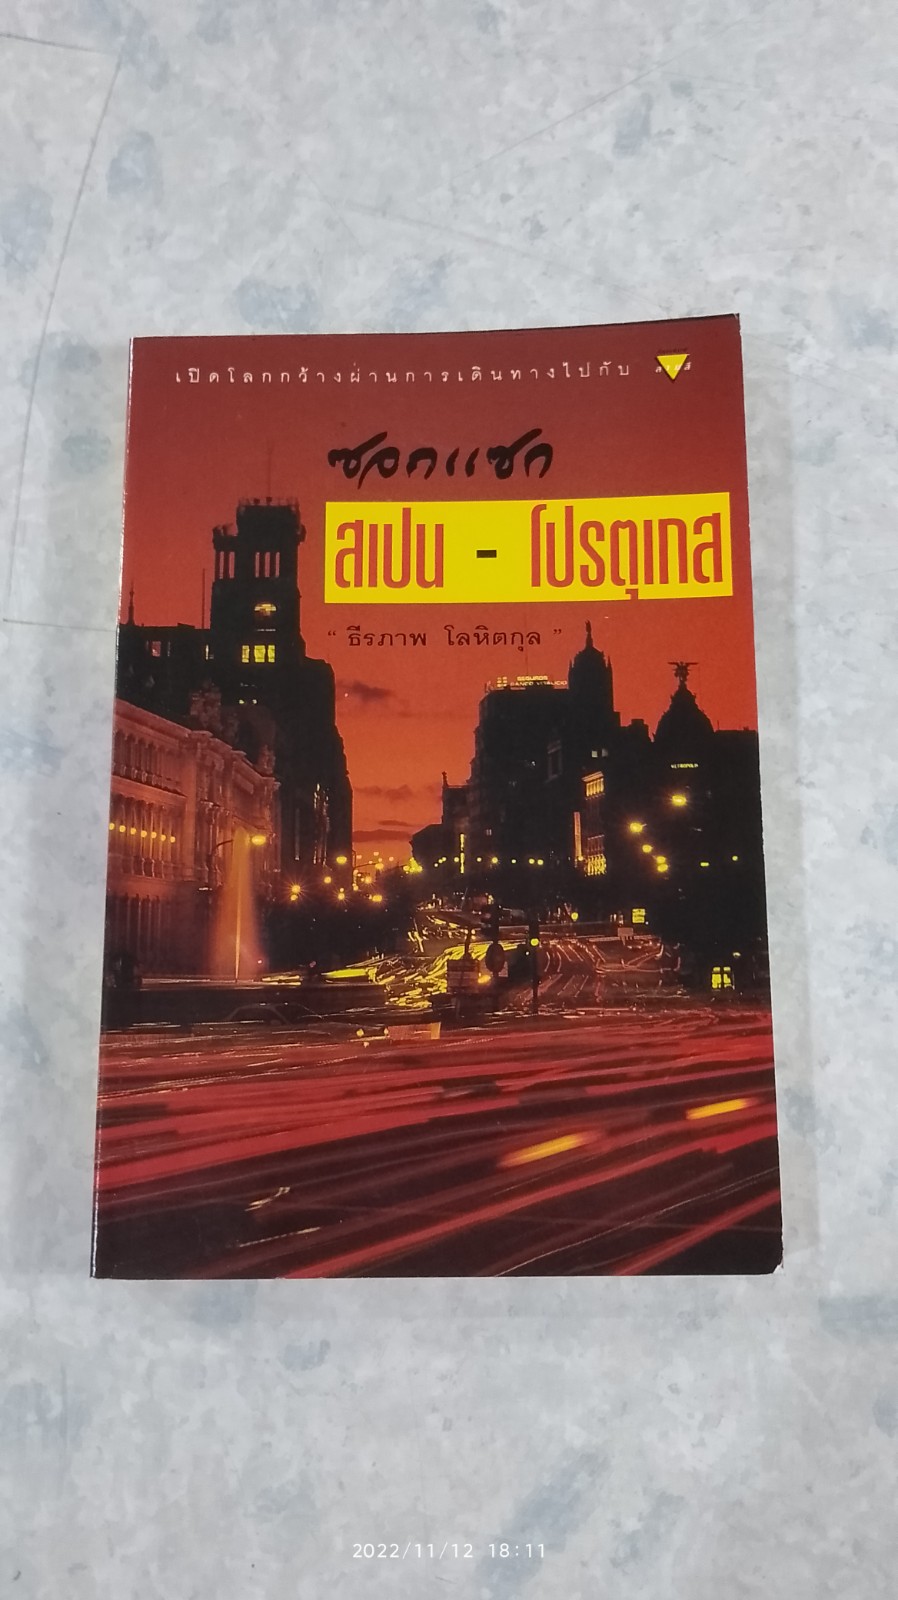 เปิดโลกกว้างผ่านการเดินทางไปกับ
ซอกแซก
สเปน - โปรตุเกส
" ธีรภาพ โลหิตกุล "
SEGUROS
METROPOLIS
2022/11/12 18:11